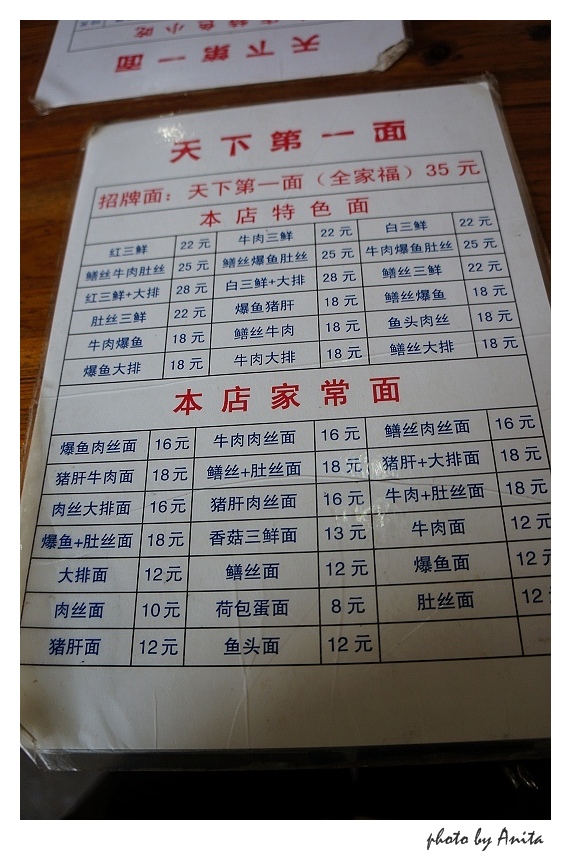 本店特色小吃
天下第一面
天下第一面
招牌面：天下第一面（全家福）35元
本店特色面
红三鲜 22元 牛肉三鲜 22元 白三鲜 22元
鳝丝牛肉肚丝 25元 鳝丝爆鱼肚丝 25元 牛肉爆鱼肚丝 25元
红三鲜+大排 28元 白三鲜+大排 28元 鳝丝三鲜 22元
肚丝三鲜 22元 爆鱼猪肝 18元 鳝丝爆鱼 18元
牛肉爆鱼 18元 鳝丝牛肉 18元 鱼头肉丝 18元
爆鱼大排 18元 牛肉大排 18元 鳝丝大排 18元
本店家常面
爆鱼肉丝面 16元 牛肉肉丝面 16元 鳝丝肉丝面 16元
猪肝牛肉面 18元 鳝丝+肚丝面 18元 猪肝+大排面 18元
肉丝大排面 16元 猪肝肉丝面 16元 牛肉+肚丝面 18元
爆鱼+肚丝面 18元 香菇三鲜面 13元 牛肉面 12元
大排面 12元 鳝丝面 12元 爆鱼面 12元
肉丝面 10元 荷包蛋面 8元 肚丝面 12
猪肝面 12元 鱼头面 12元
photo by Anita